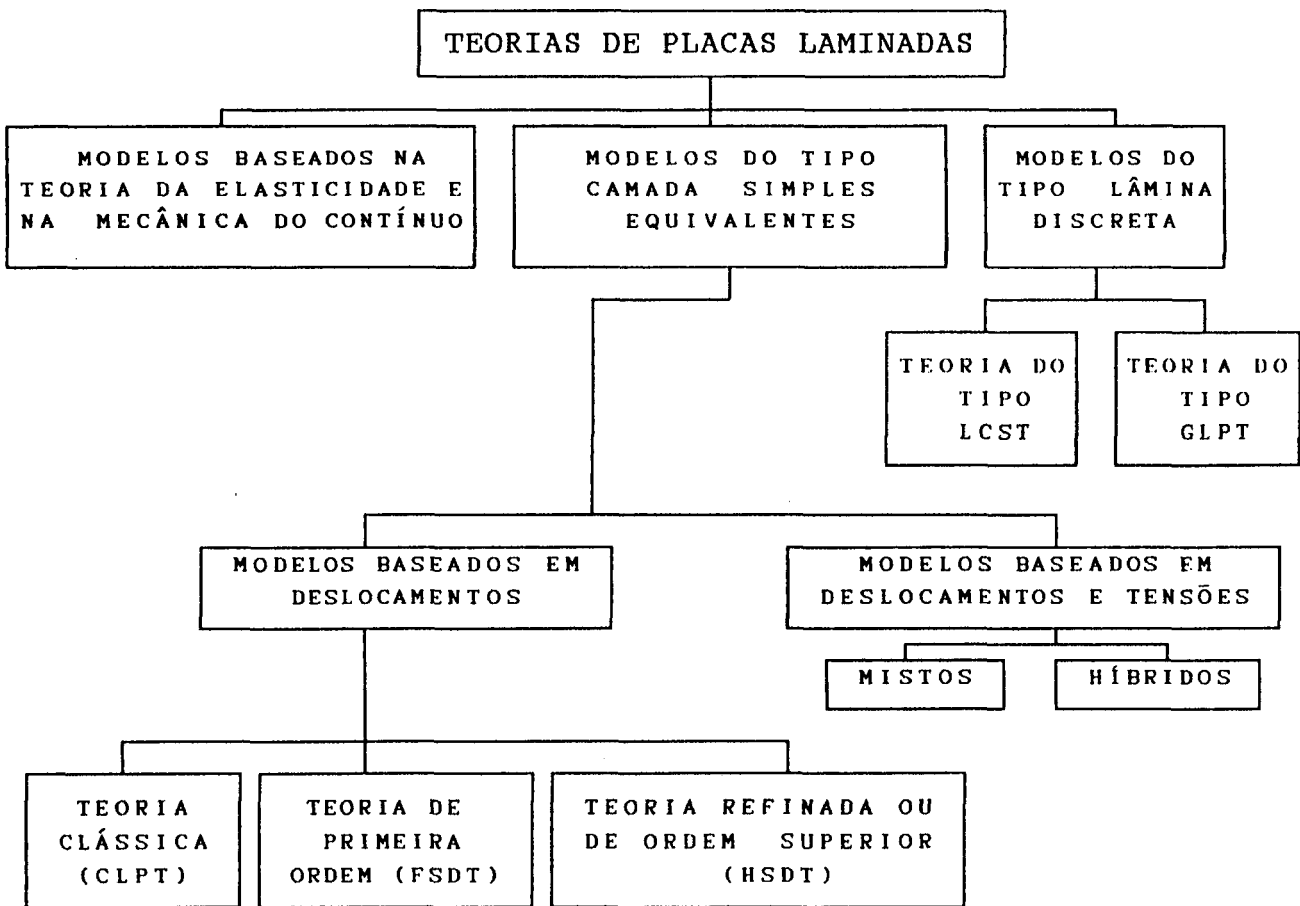 TEORIAS DE PLACAS LAMINADAS
MODELOS BASEADOS NA
TEORIA DA ELASTICIDADE E
NA MECÂNICA DO CONTÍNUO
MODELOS DO TIPO
CAMADA SIMPLES
EQUIVALENTES
MODELOS DO
TIPO LÂMINA
DISCRETA
TEORIA DO
TIPO
LCST
TEORIA DO
TIPO
GLPT
MODELOS BASEADOS EM
DESLOCAMENTOS
MODELOS BASEADOS EM
DESLOCAMENTOS E TENSÕES
MISTOS
HÍBRIDOS
TEORIA
CLÁSSICA
(CLPT)
TEORIA DE
PRIMEIRA
ORDEM (FSDT)
TEORIA REFINADA OU
DE ORDEM SUPERIOR
(HSDT)